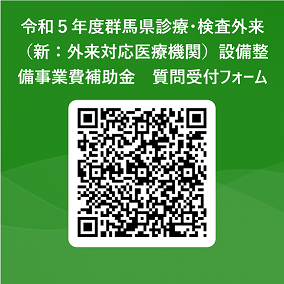 令和５年度群馬県診療・検査外来
（新：外来対応医療機関）設備整
備事業費補助金　質問受付フォーム